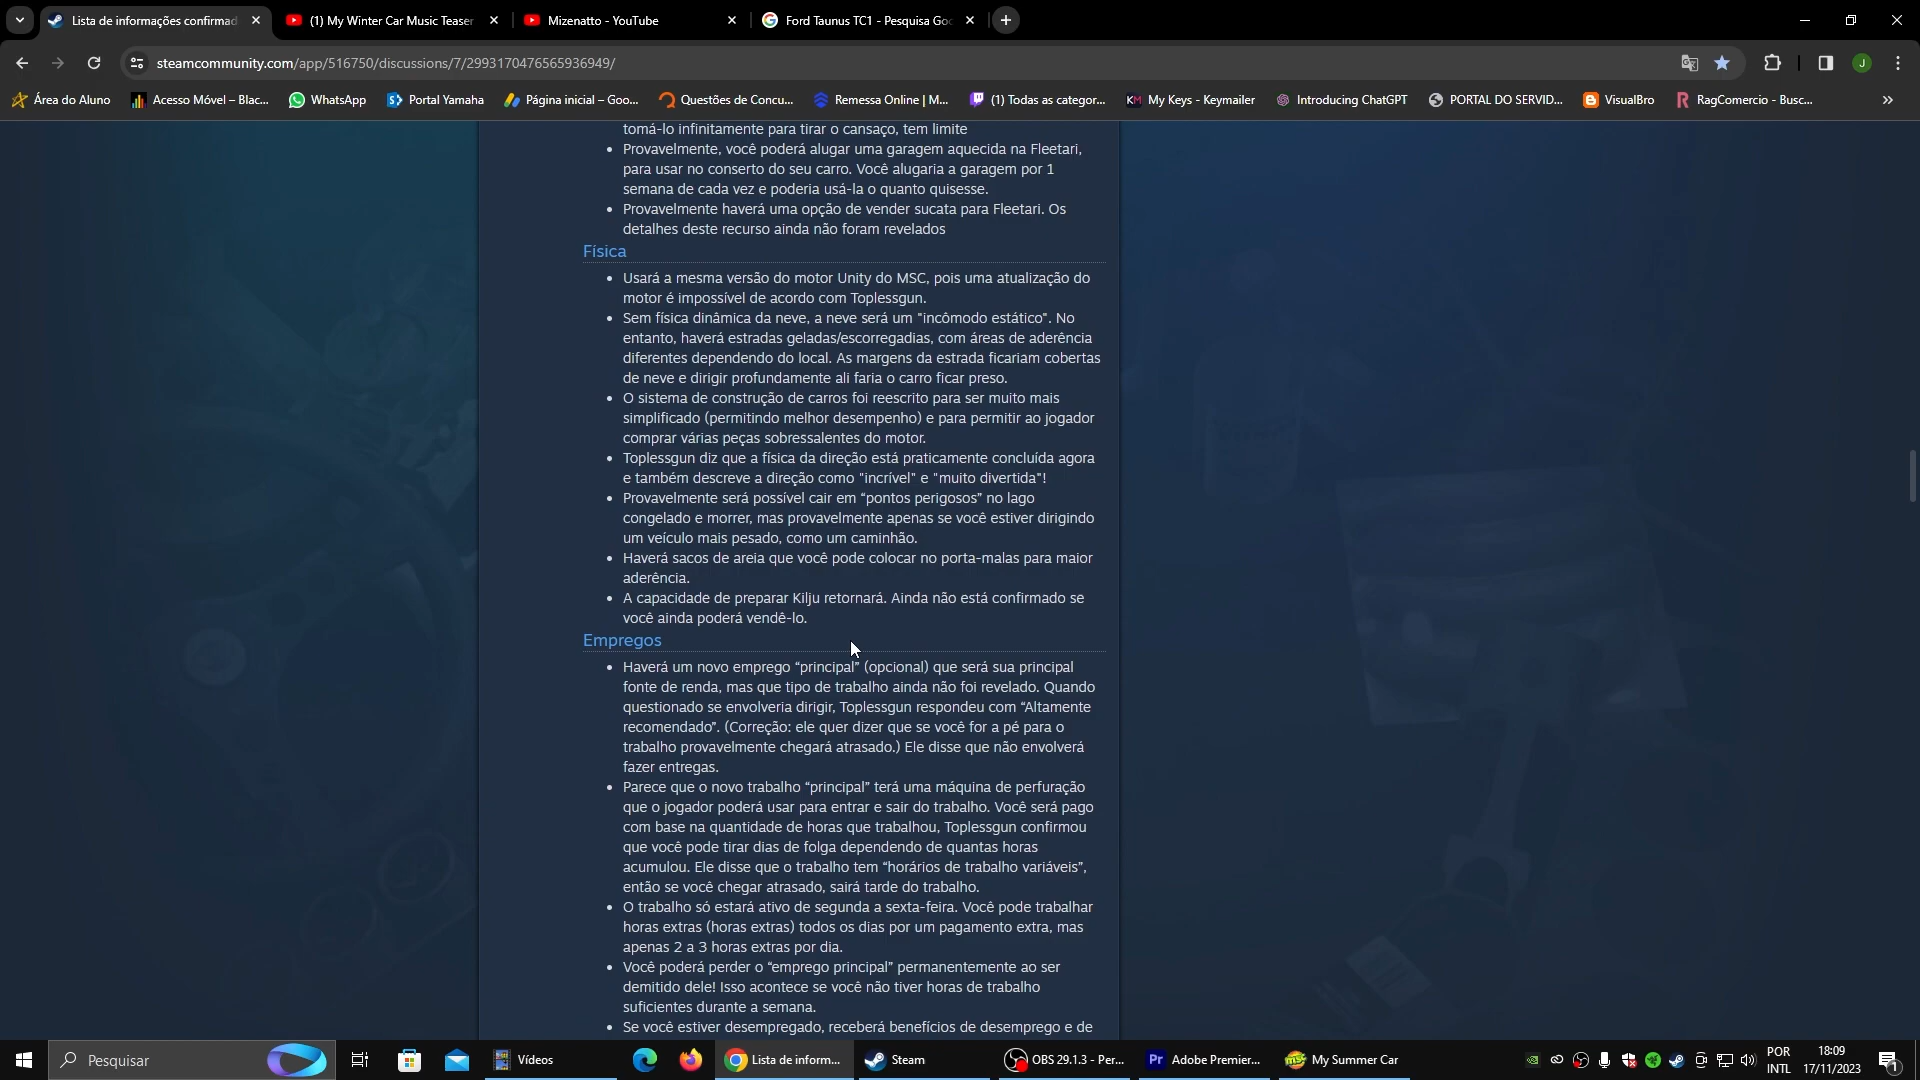 Lista de informações confirmad
(1) My Winter Car Music Teaser
Mizenatto - YouTube
Ford Taunus TC1 - Pesquisa Goo
steamcommunity.com/app/516750/discussions/7/2993170476565936949/
J
Área do Aluno
Acesso Móvel – Blac...
WhatsApp
Portal Yamaha
Página inicial – Goo...
Questões de Concu...
Remessa Online | M...
(1) Todas as categor...
My Keys - Keymailer
Introducing ChatGPT
PORTAL DO SERVID...
VisualBro
RagComercio - Busc...
tomá-lo infinitamente para tirar o cansaço, tem limite
• Provavelmente, você poderá alugar uma garagem aquecida na Fleetari,
para usar no conserto do seu carro. Você alugaria a garagem por 1
semana de cada vez e poderia usá-la o quanto quisesse.
• Provavelmente haverá uma opção de vender sucata para Fleetari. Os
detalhes deste recurso ainda não foram revelados
Física
• Usará a mesma versão do motor Unity do MSC, pois uma atualização do
motor é impossível de acordo com Toplessgun.
• Sem física dinâmica da neve, a neve será um "incômodo estático". No
entanto, haverá estradas geladas/escorregadias, com áreas de aderência
diferentes dependendo do local. As margens da estrada ficariam cobertas
de neve e dirigir profundamente ali faria o carro ficar preso.
• O sistema de construção de carros foi reescrito para ser muito mais
simplificado (permitindo melhor desempenho) e para permitir ao jogador
comprar várias peças sobressalentes do motor.
• Toplessgun diz que a física da direção está praticamente concluída agora
e também descreve a direção como "incrível" e "muito divertida"!
• Provavelmente será possível cair em “pontos perigosos” no lago
congelado e morrer, mas provavelmente apenas se você estiver dirigindo
um veículo mais pesado, como um caminhão.
• Haverá sacos de areia que você pode colocar no porta-malas para maior
aderência.
• A capacidade de preparar Kilju retornará. Ainda não está confirmado se
você ainda poderá vendê-lo.
Empregos
• Haverá um novo emprego “principal” (opcional) que será sua principal
fonte de renda, mas que tipo de trabalho ainda não foi revelado. Quando
questionado se envolveria dirigir, Toplessgun respondeu com “Altamente
recomendado”. (Correção: ele quer dizer que se você for a pé para o
trabalho provavelmente chegará atrasado.) Ele disse que não envolverá
fazer entregas.
• Parece que o novo trabalho “principal” terá uma máquina de perfuração
que o jogador poderá usar para entrar e sair do trabalho. Você será pago
com base na quantidade de horas que trabalhou, Toplessgun confirmou
que você pode tirar dias de folga dependendo de quantas horas
acumulou. Ele disse que o trabalho tem “horários de trabalho variáveis”,
então se você chegar atrasado, sairá tarde do trabalho.
• O trabalho só estará ativo de segunda a sexta-feira. Você pode trabalhar
horas extras (horas extras) todos os dias por um pagamento extra, mas
apenas 2 a 3 horas extras por dia.
• Você poderá perder o “emprego principal” permanentemente ao ser
demitido dele! Isso acontece se você não tiver horas de trabalho
suficientes durante a semana.
• Se você estiver desempregado, receberá benefícios de desemprego e de
Pesquisar
Vídeos
Lista de inform...
Steam
OBS 29.1.3 - Per...
Adobe Premier...
My Summer Car
POR
INTL
18:09
17/11/2023
1